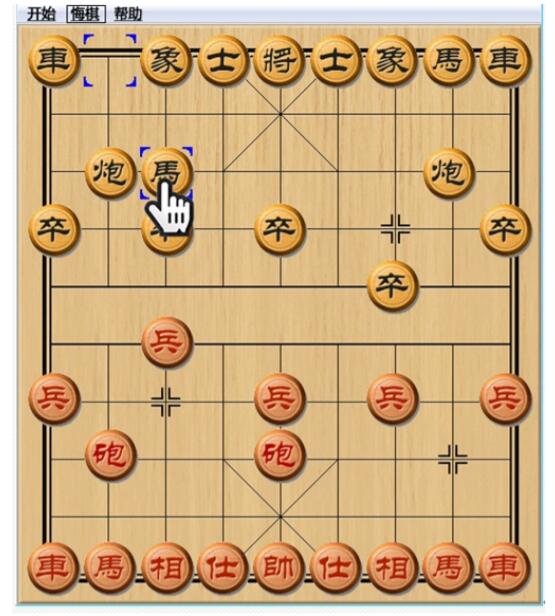 开始 悔棋 帮助
車 象 士 將 士 象 馬 車
炮 馬 炮
卒 卒 卒 卒
卒
兵
兵 兵 兵 兵
砲 砲
車 馬 相 仕 帥 仕 相 馬 車